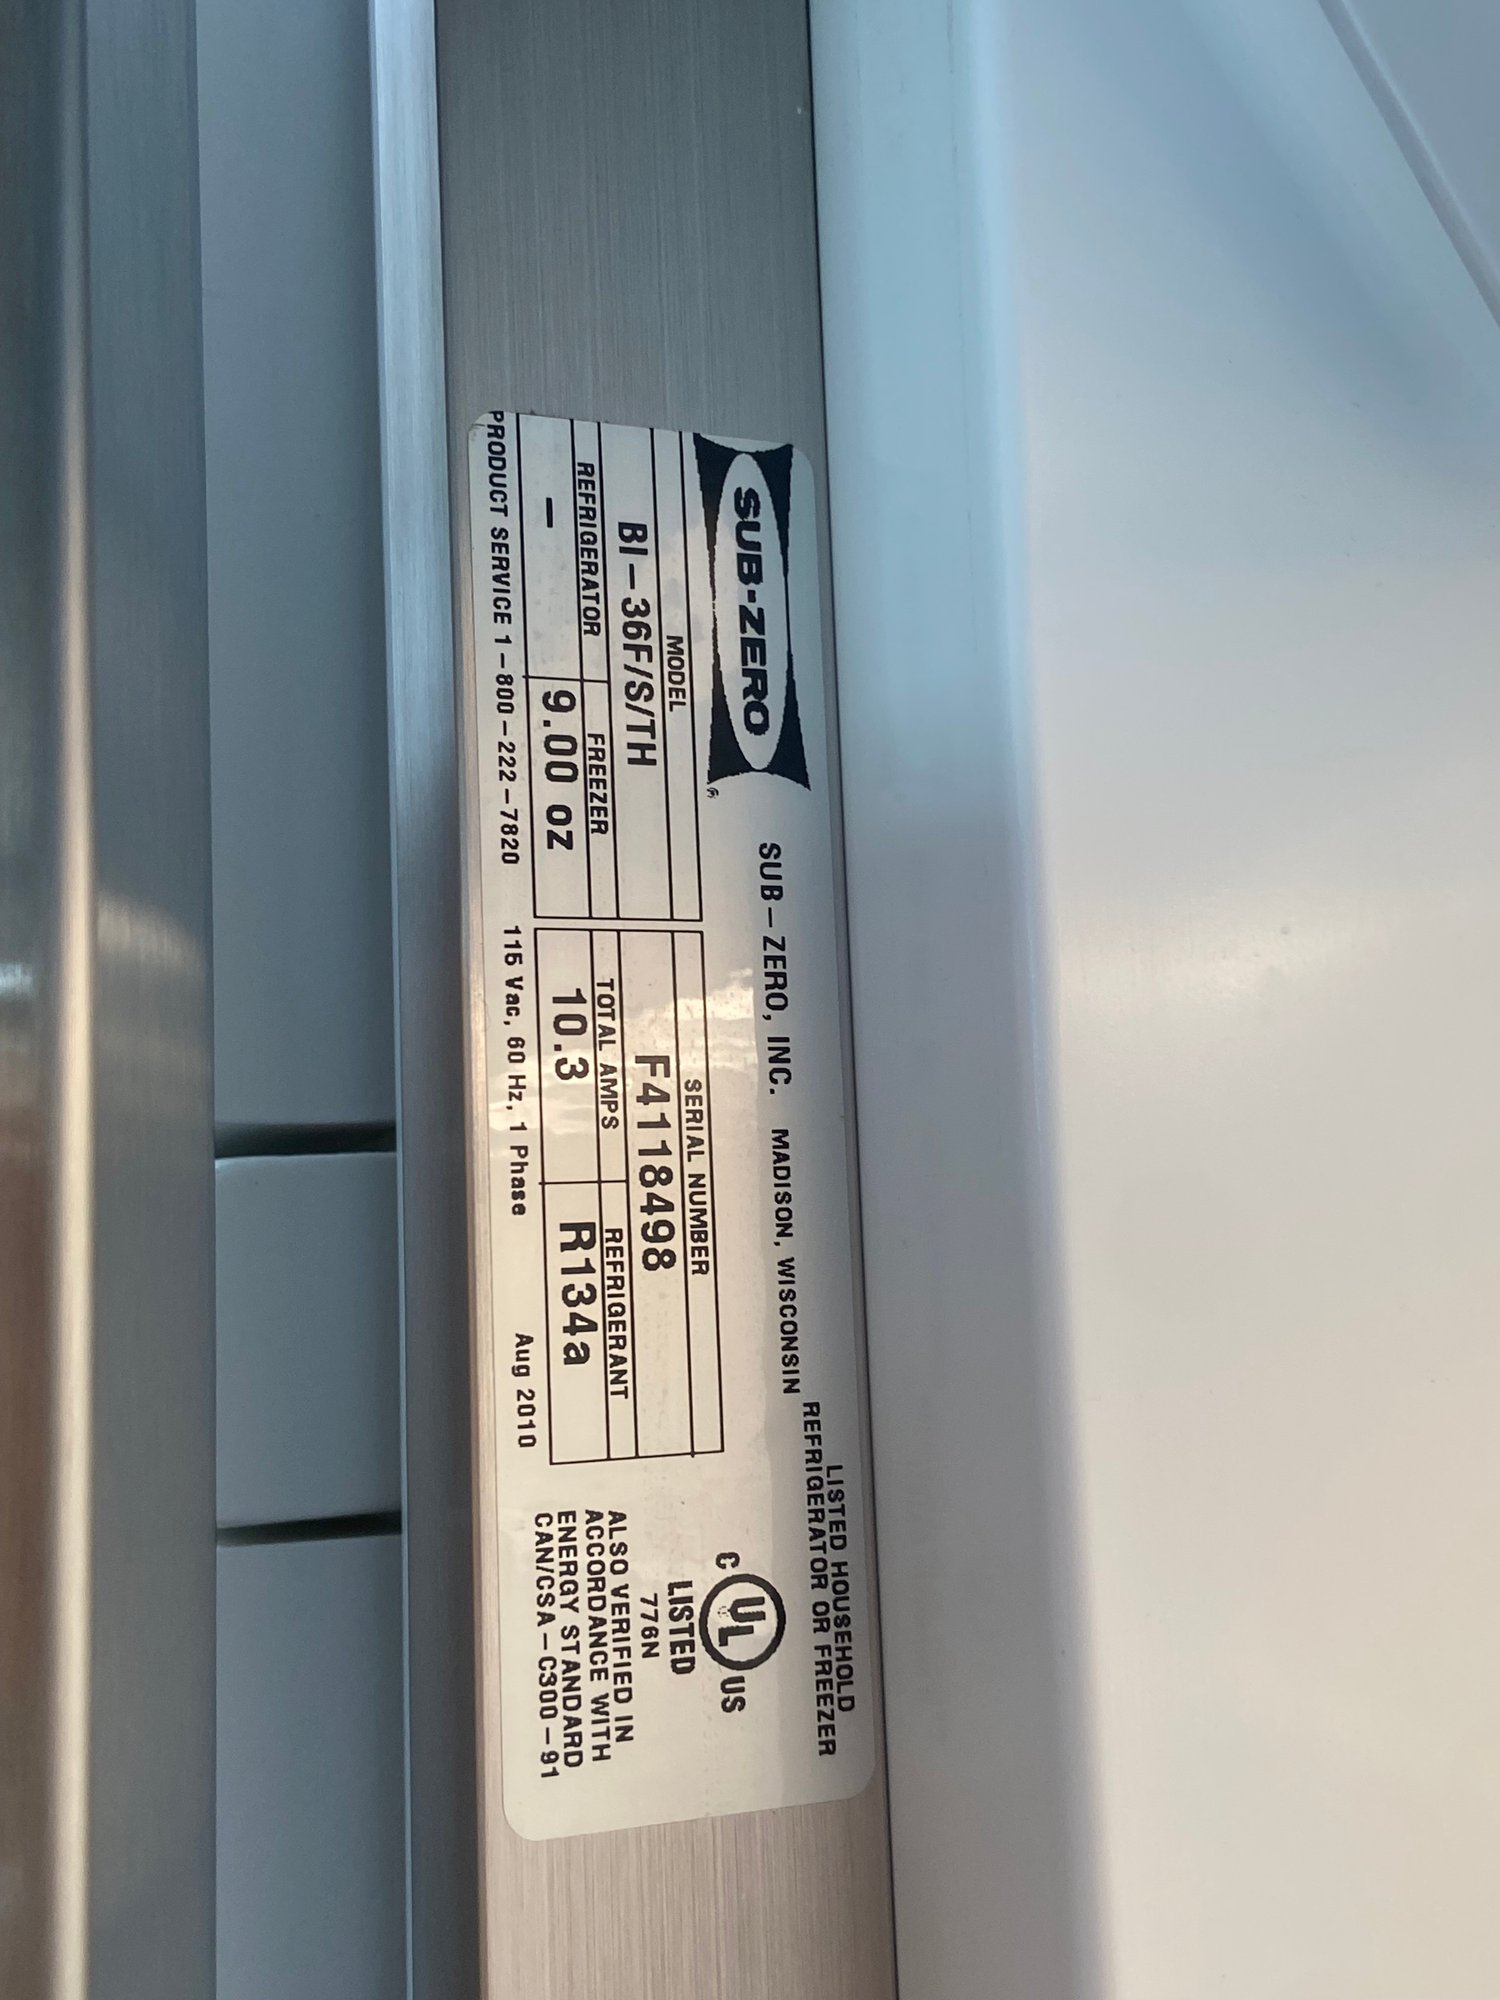 SUB-ZERO®
SUB-ZERO, INC. MADISON, WISCONSIN
LISTED HOUSEHOLD
REFRIGERATOR OR FREEZER
MODEL
BI-36F/S/TH
SERIAL NUMBER
F4118498
REFRIGERATOR FREEZER TOTAL AMPS REFRIGERANT
- 9.00 oz 10.3 R134a
PRODUCT SERVICE 1-800-222-7820 115 Vac, 60 Hz, 1 Phase Aug 2010
C UL US
LISTED
776N
ALSO VERIFIED IN
ACCORDANCE WITH
ENERGY STANDARD
CAN/CSA-C300-91